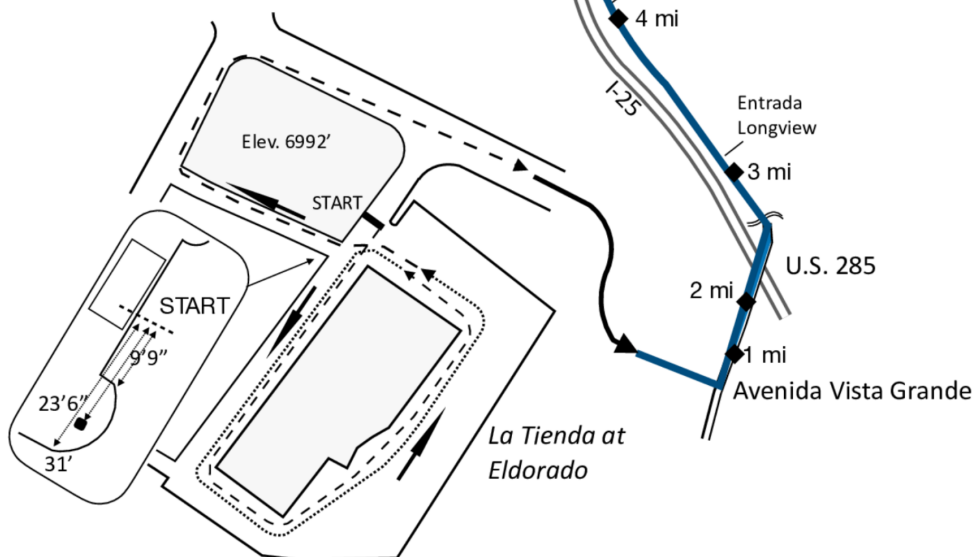 4 mi
I-25
Entrada
Longview
Elev. 6992’
3 mi
START
U.S. 285
START
2 mi
9’9”
1 mi
Avenida Vista Grande
23’6”
La Tienda at
Eldorado
31’